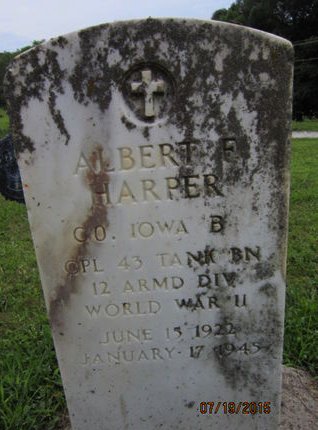 ALBERT F
HARPER
CO. IOWA B
CPL 43 TANK BN
12 ARMD DIV
WORLD WAR II
JUNE 15 1922
JANUARY 17 1945
07/19/2015